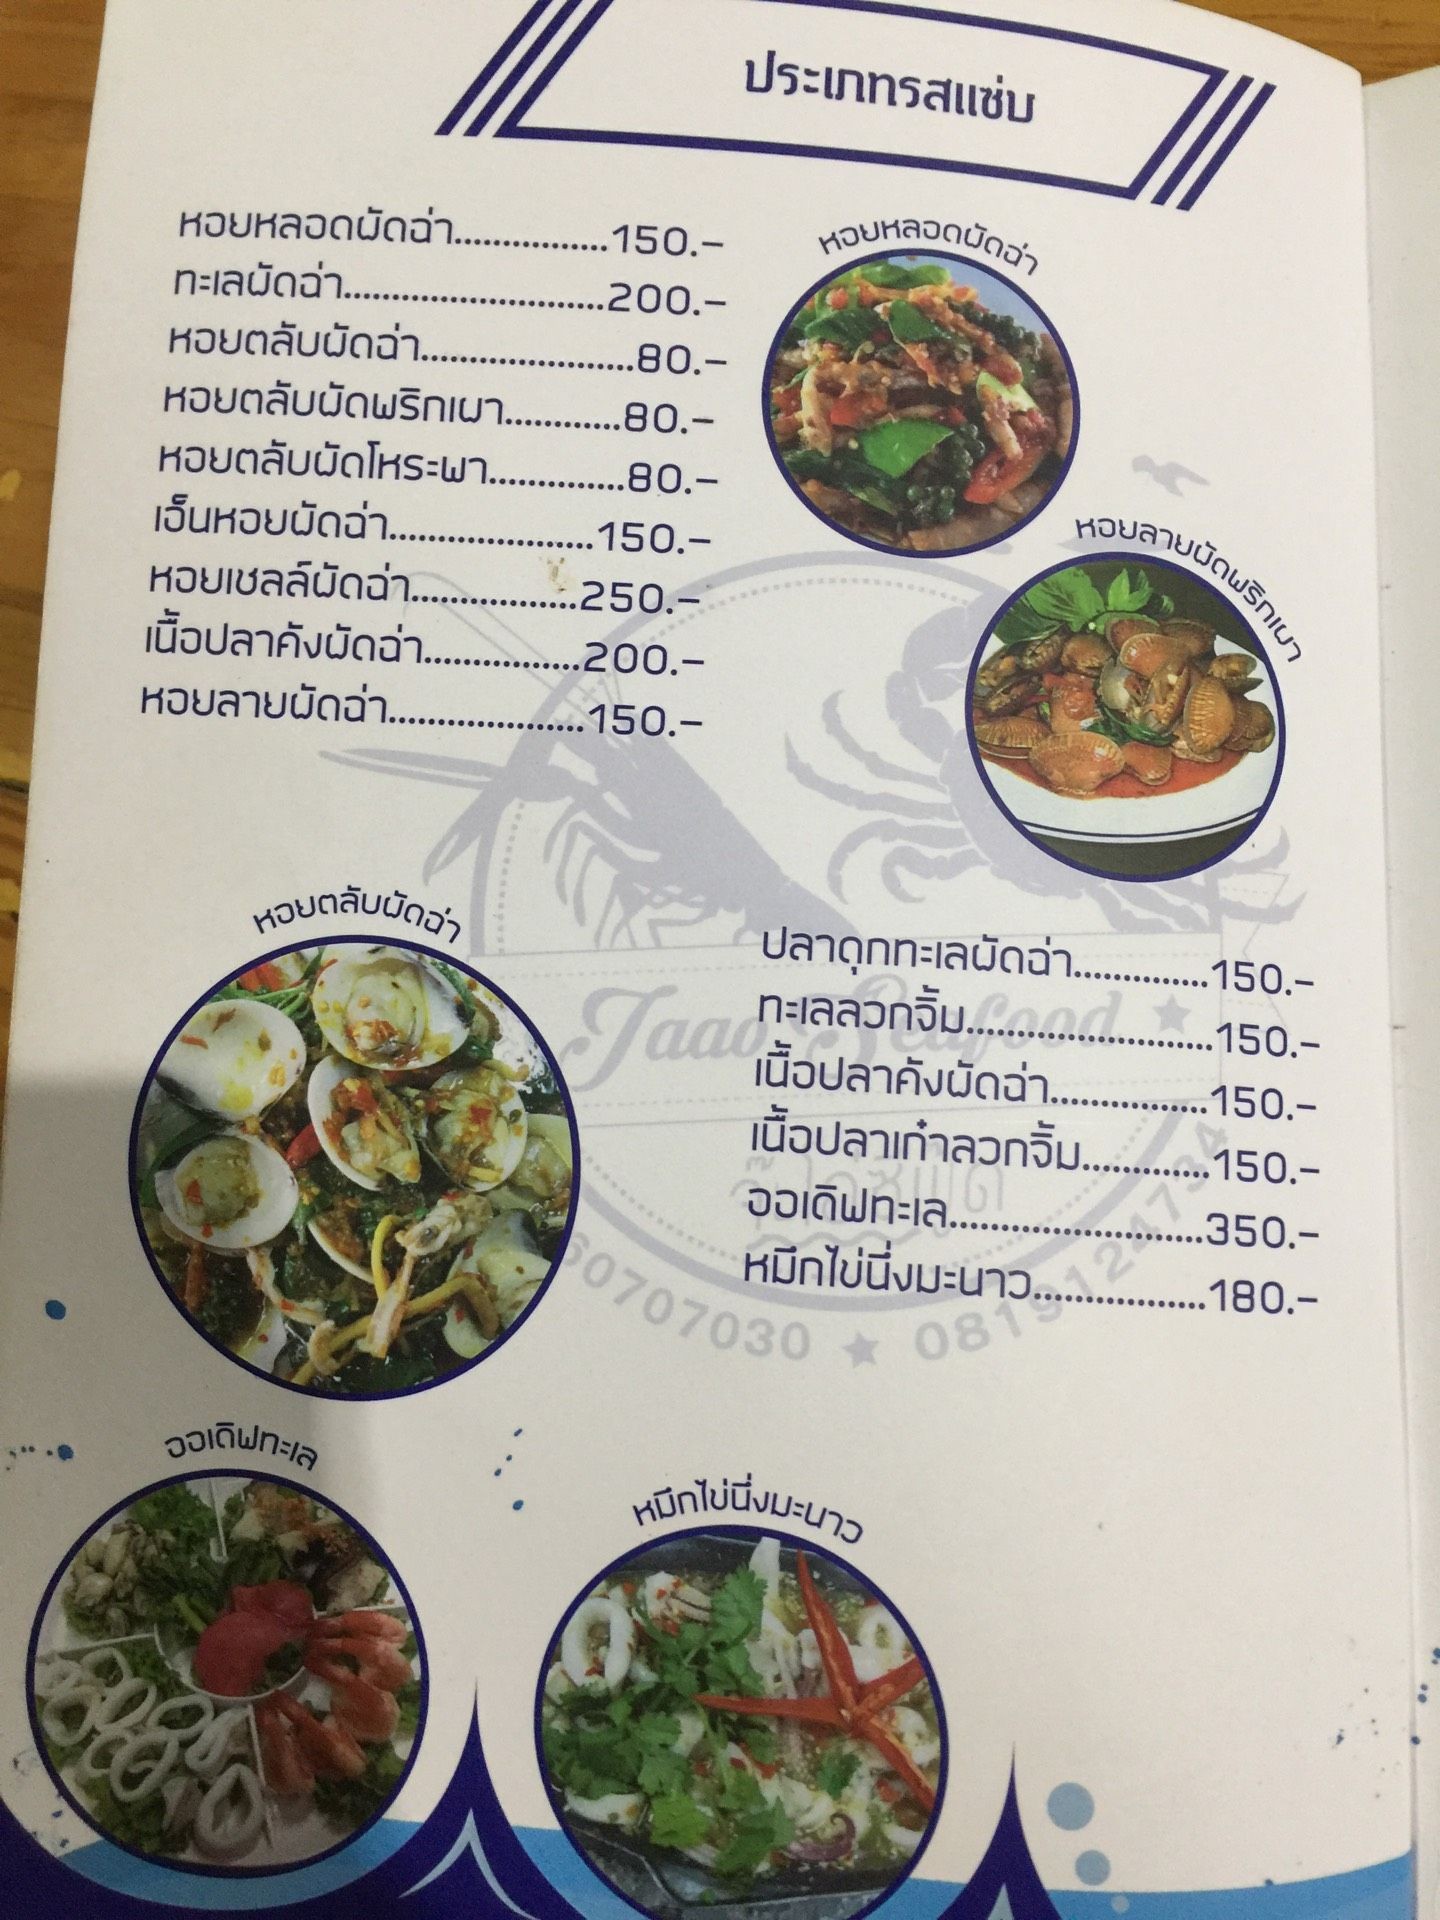 ประเภทรสแซ่บ
หอยหลอดผัดฉ่า................150.-
ทะเลผัดฉ่า...........................200.-
หอยตลับผัดฉ่า......................80.-
หอยตลับผัดพริกเผา............80.-
หอยตลับผัดโหระพา..............80.-
เอ็นหอยผัดฉ่า.....................150.-
หอยเชลล์ผัดฉ่า.................250.-
เนื้อปลาคังผัดฉ่า................200.-
หอยลายผัดฉ่า....................150.-
หอยหลอดผัดฉ่า
หอยลายผัดพริกเผา
หอยตลับผัดฉ่า
ปลาดุกทะเลผัดฉ่า..............150.-
ทะเลลวกจิ้ม.........................150.-
เนื้อปลาคังผัดฉ่า................150.-
เนื้อปลาเก๋าลวกจิ้ม.............150.-
ออเดิฟทะเล..........................350.-
หมึกไข่นึ่งมะนาว..................180.-
Seafood
60707030 ★ 0819124734
ออเดิฟทะเล
หมึกไข่นึ่งมะนาว